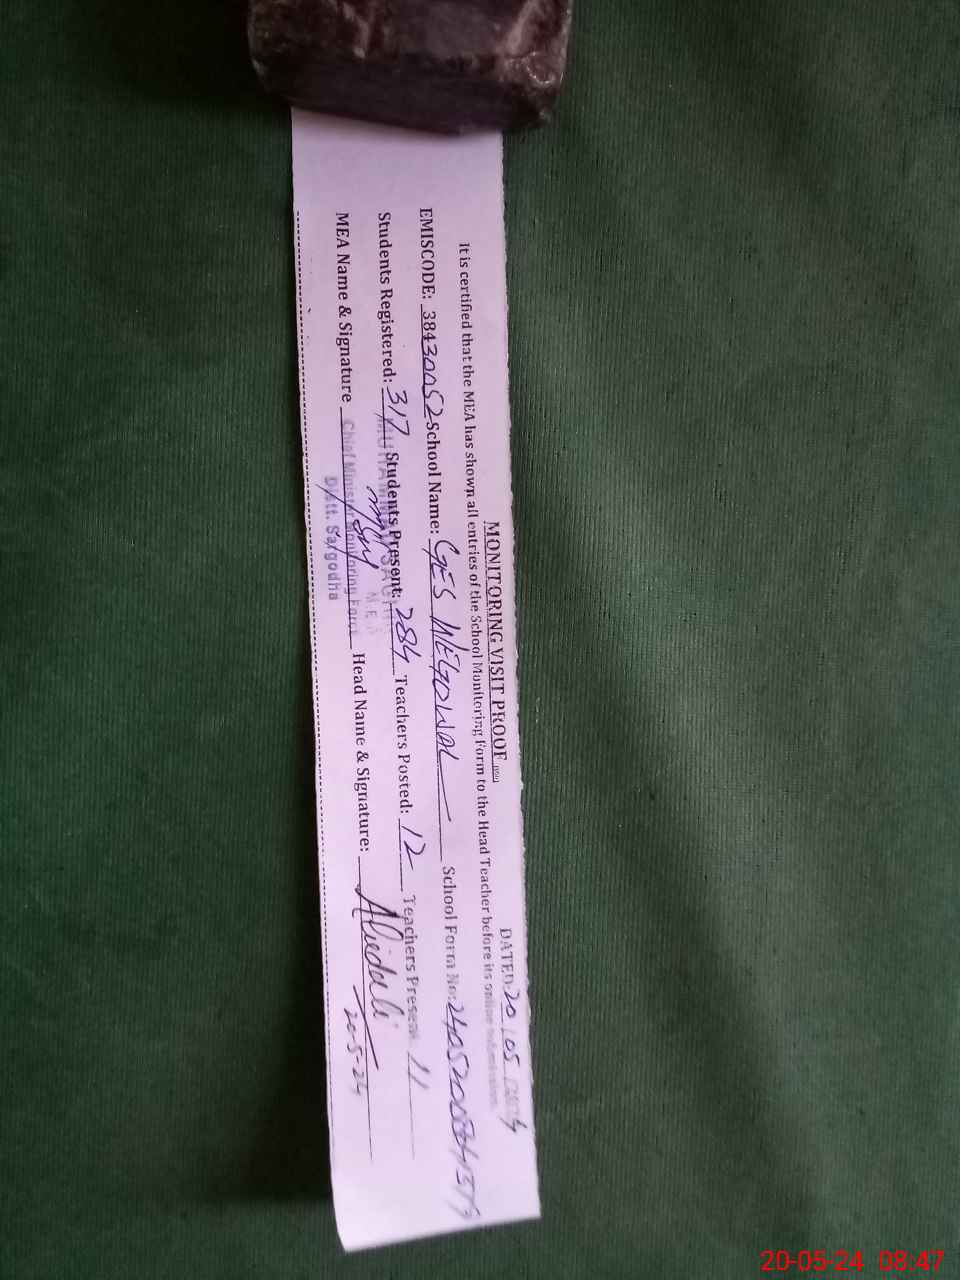 MONITORING VISIT PROOF
DATED: 20/05/2024
It is certified that the MEA has shown all entries of the School Monitoring Form to the Head Teacher before its online submission.
EMISCODE: 38430052 School Name: GES WEGOWAL School Form No:
Students Registered: 317 Students Present: 284 Teachers Posted: 12 Teachers Present 11
MUHAMMAD
M E A
MEA Name & Signature Head Name & Signature:
Chief Minister Monitoring Force
Distt. Sargodha
20-5-24
20-05-24 08:47